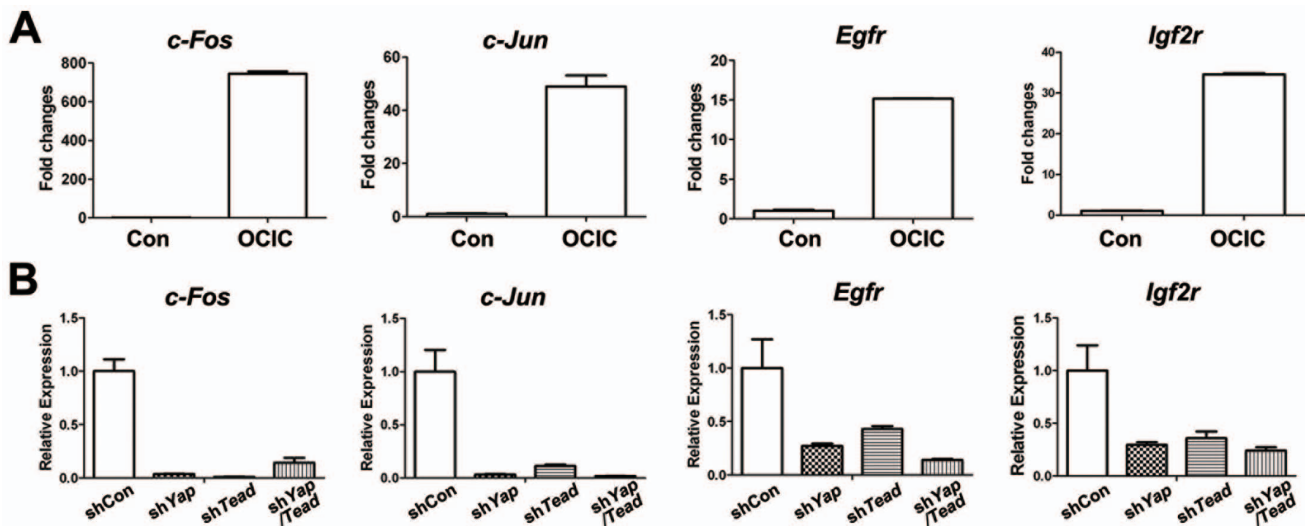 A
c-Fos
Fold changes
800
600
400
200
0
Con OCIC
c-Jun
Fold changes
60
40
20
0
Con OCIC
Egfr
Fold changes
20
15
10
5
0
Con OCIC
Igf2r
Fold changes
40
30
20
10
0
Con OCIC
B
c-Fos
Relative Expression
1.5
1.0
0.5
0.0
shCon
shYap
shTead
shYap
/Tead
c-Jun
Relative Expression
1.5
1.0
0.5
0.0
shCon
shYap
shTead
shYap
/Tead
Egfr
Relative Expression
1.5
1.0
0.5
0.0
shCon
shYap
shTead
shYap
/Tead
Igf2r
Relative Expression
1.5
1.0
0.5
0.0
shCon
shYap
shTead
shYap
/Tead